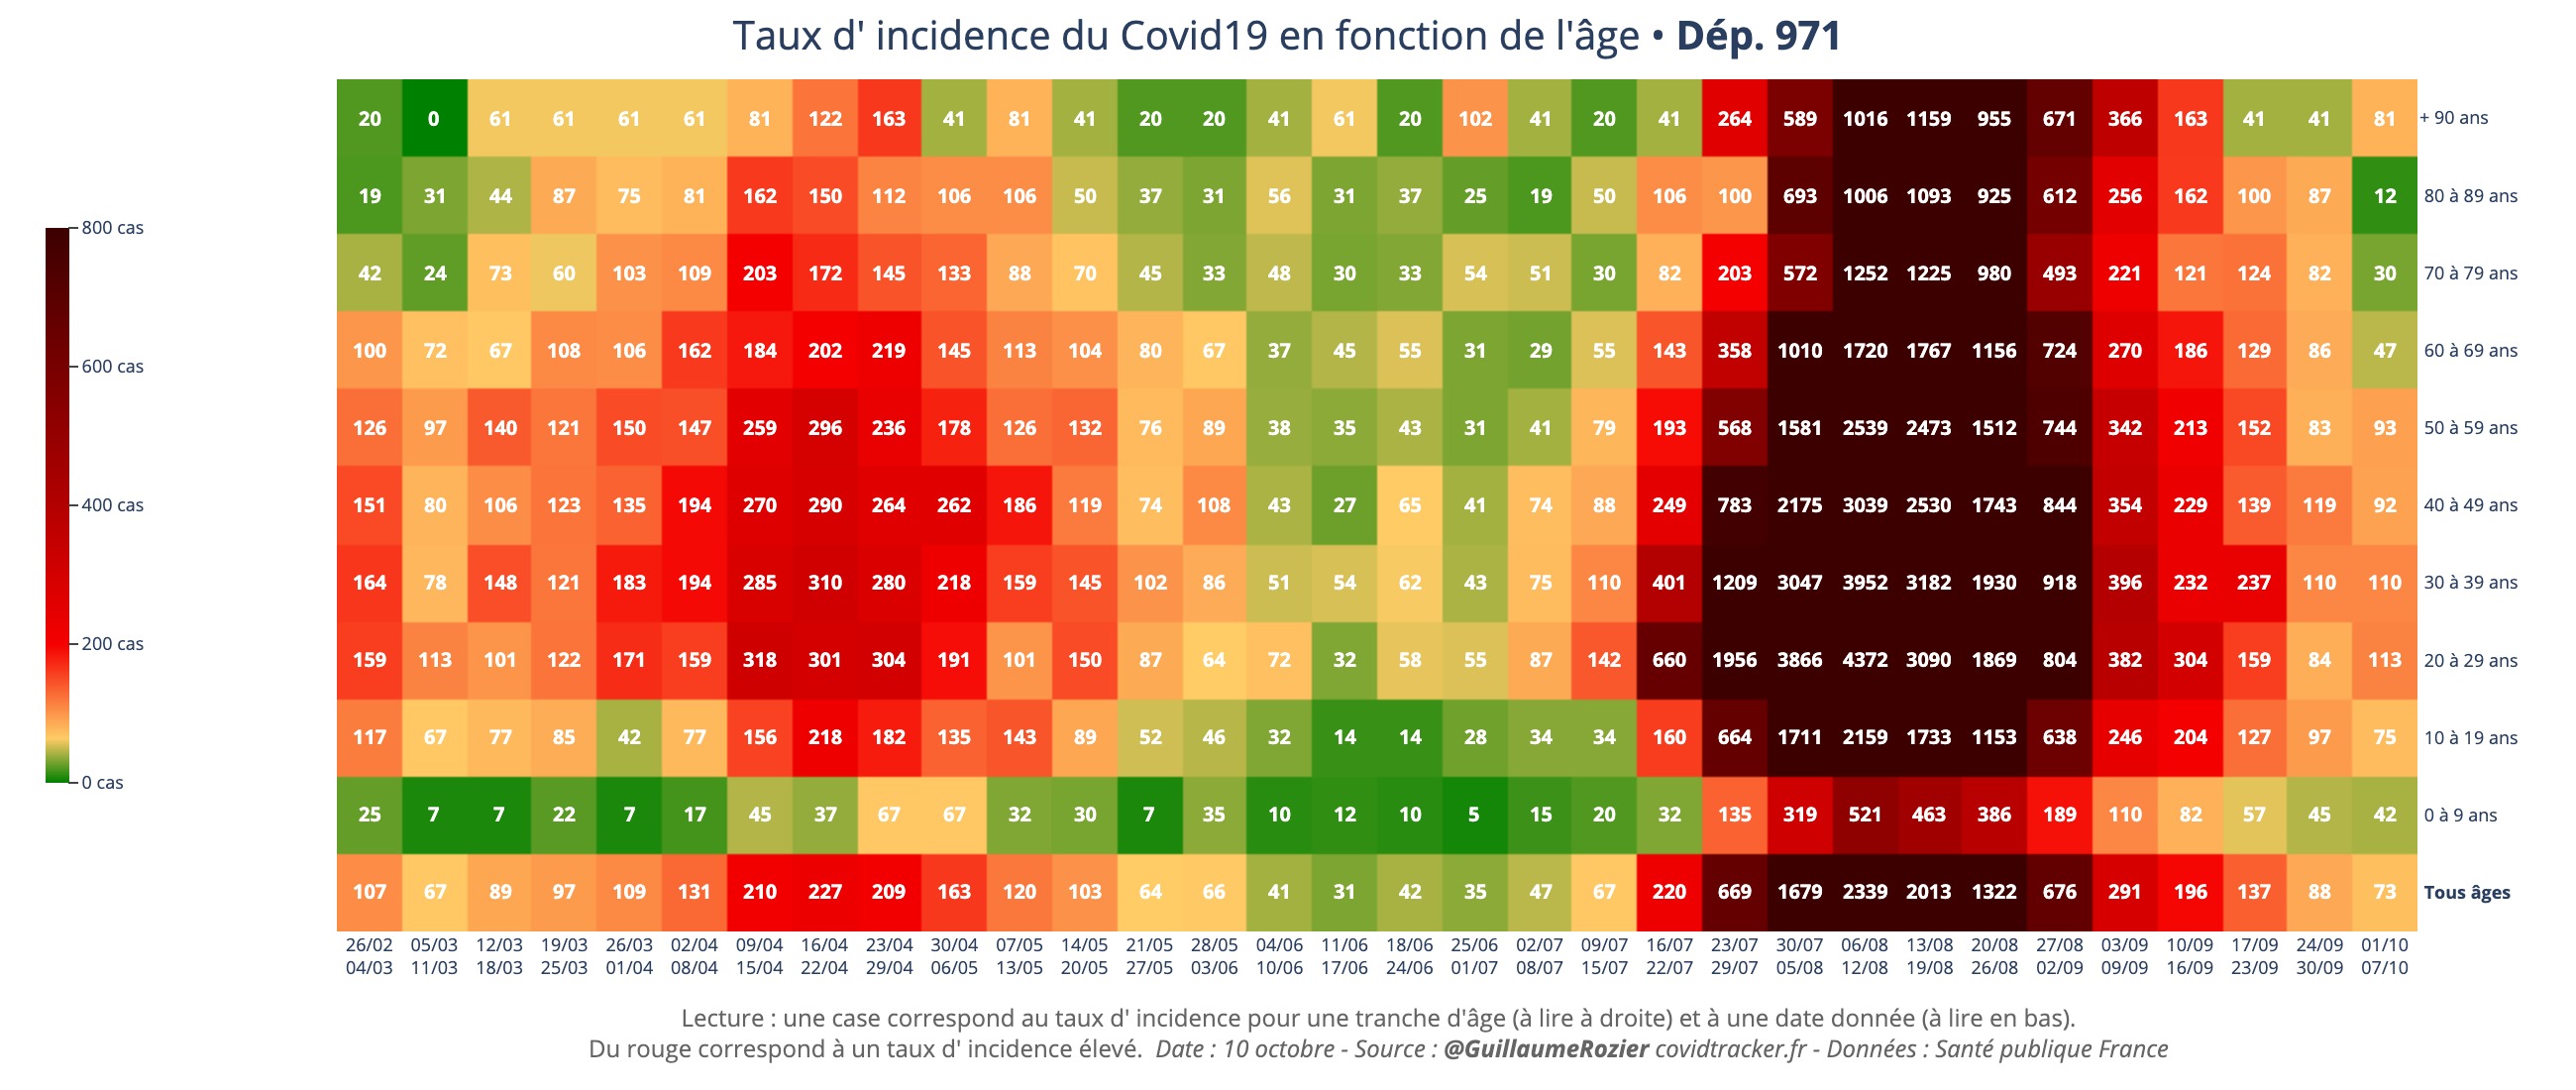 Taux d' incidence du Covid19 en fonction de l'âge • Dép. 971
800 cas
600 cas
400 cas
200 cas
0 cas
20 0 61 61 61 61 81 122 163 41 81 41 20 20 41 61 20 102 41 20 41 264 589 1016 1159 955 671 366 163 41 41 81 + 90 ans
19 31 44 87 75 81 162 150 112 106 106 50 37 31 56 31 37 25 19 50 106 100 693 1006 1093 925 612 256 162 100 87 12 80 à 89 ans
42 24 73 60 103 109 203 172 145 133 88 70 45 33 48 30 33 54 51 30 82 203 572 1252 1225 980 493 221 121 124 82 30 70 à 79 ans
100 72 67 108 106 162 184 202 219 145 113 104 80 67 37 45 55 31 29 55 143 358 1010 1720 1767 1156 724 270 186 129 86 47 60 à 69 ans
126 97 140 121 150 147 259 296 236 178 126 132 76 89 38 35 43 31 41 79 193 568 1581 2539 2473 1512 744 342 213 152 83 93 50 à 59 ans
151 80 106 123 135 194 270 290 264 262 186 119 74 108 43 27 65 41 74 88 249 783 2175 3039 2530 1743 844 354 229 139 119 92 40 à 49 ans
164 78 148 121 183 194 285 310 280 218 159 145 102 86 51 54 62 43 75 110 401 1209 3047 3952 3182 1930 918 396 232 237 110 110 30 à 39 ans
159 113 101 122 171 159 318 301 304 191 101 150 87 64 72 32 58 55 87 142 660 1956 3866 4372 3090 1869 804 382 304 159 84 113 20 à 29 ans
117 67 77 85 42 77 156 218 182 135 143 89 52 46 32 14 14 28 34 34 160 664 1711 2159 1733 1153 638 246 204 127 97 75 10 à 19 ans
25 7 7 22 7 17 45 37 67 67 32 30 7 35 10 12 10 5 15 20 32 135 319 521 463 386 189 110 82 57 45 42 0 à 9 ans
107 67 89 97 109 131 210 227 209 163 120 103 64 66 41 31 42 35 47 67 220 669 1679 2339 2013 1322 676 291 196 137 88 73 Tous âges
26/02 05/03 12/03 19/03 26/03 02/04 09/04 16/04 23/04 30/04 07/05 14/05 21/05 28/05 04/06 11/06 18/06 25/06 02/07 09/07 16/07 23/07 30/07 06/08 13/08 20/08 27/08 03/09 10/09 17/09 24/09 01/10
04/03 11/03 18/03 25/03 01/04 08/04 15/04 22/04 29/04 06/05 13/05 20/05 27/05 03/06 10/06 17/06 24/06 01/07 08/07 15/07 22/07 29/07 05/08 12/08 19/08 26/08 02/09 09/09 16/09 23/09 30/09 07/10
Lecture : une case correspond au taux d' incidence pour une tranche d'âge (à lire à droite) et à une date donnée (à lire en bas).
Du rouge correspond à un taux d' incidence élevé. Date : 10 octobre - Source : @GuillaumeRozier covidtracker.fr - Données : Santé publique France